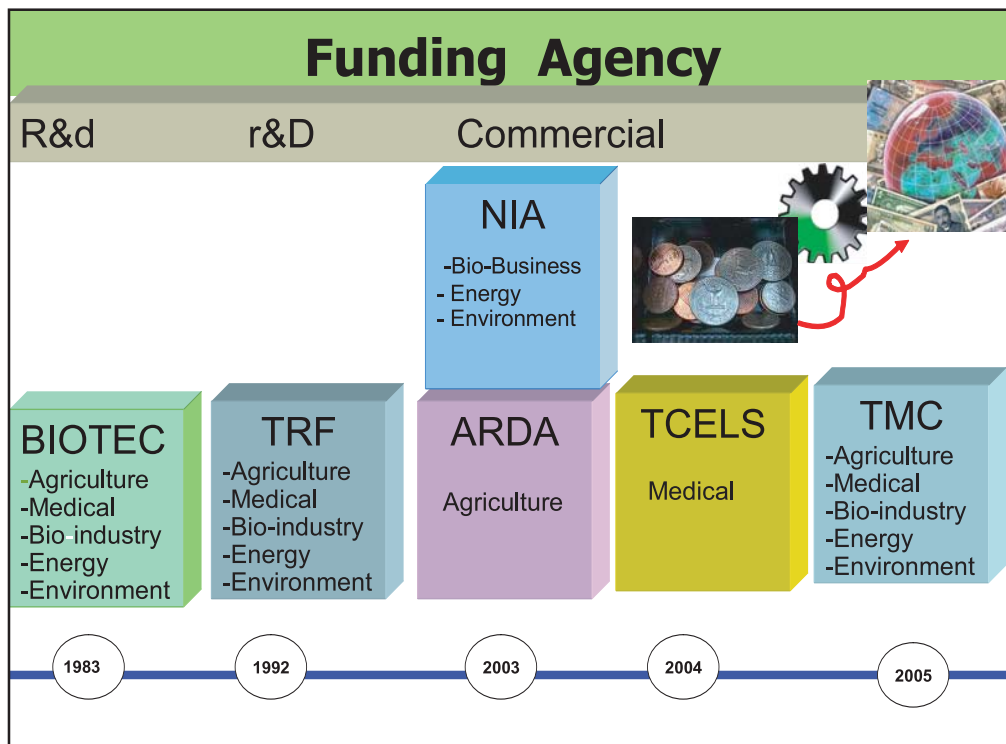 Funding Agency
R&d r&D Commercial
NIA
-Bio-Business
- Energy
- Environment
BIOTEC
-Agriculture
-Medical
-Bio-industry
-Energy
-Environment
TRF
-Agriculture
-Medical
-Bio-industry
-Energy
-Environment
ARDA
Agriculture
TCELS
Medical
TMC
-Agriculture
-Medical
-Bio-industry
-Energy
-Environment
1983 1992 2003 2004 2005